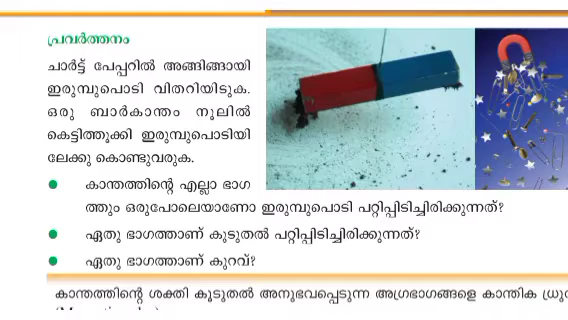 പ്രവർത്തനം
ചാർട്ട് പേപ്പറിൽ അങ്ങിങ്ങായി
ഇരുമ്പുപൊടി വിതറിയിടുക.
ഒരു ബാർകാന്തം നൂലിൽ
കെട്ടിത്തൂക്കി ഇരുമ്പുപൊടിയി
ലേക്കു കൊണ്ടുവരുക.
● കാന്തത്തിന്റെ എല്ലാ ഭാഗ
ത്തും ഒരുപോലെയാണോ ഇരുമ്പുപൊടി പറ്റിപ്പിടിച്ചിരിക്കുന്നത്?
● ഏതു ഭാഗത്താണ് കൂടുതൽ പറ്റിപ്പിടിച്ചിരിക്കുന്നത്?
● ഏതു ഭാഗത്താണ് കുറവ്?
കാന്തത്തിന്റെ ശക്തി കൂടുതൽ അനുഭവപ്പെടുന്ന അഗ്രഭാഗങ്ങളെ കാന്തിക